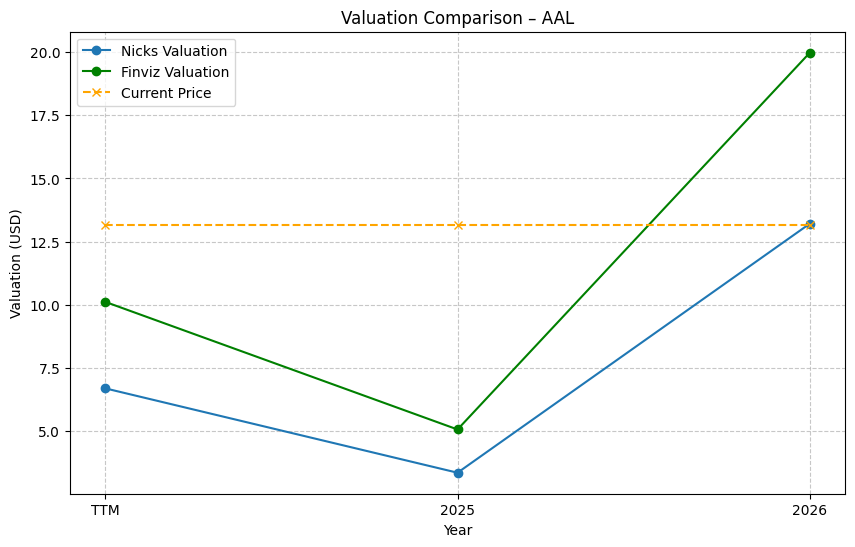 Valuation Comparison – AAL
Nicks Valuation
Finviz Valuation
Current Price
Valuation (USD)
20.0
17.5
15.0
12.5
10.0
7.5
5.0
TTM
2025
2026
Year